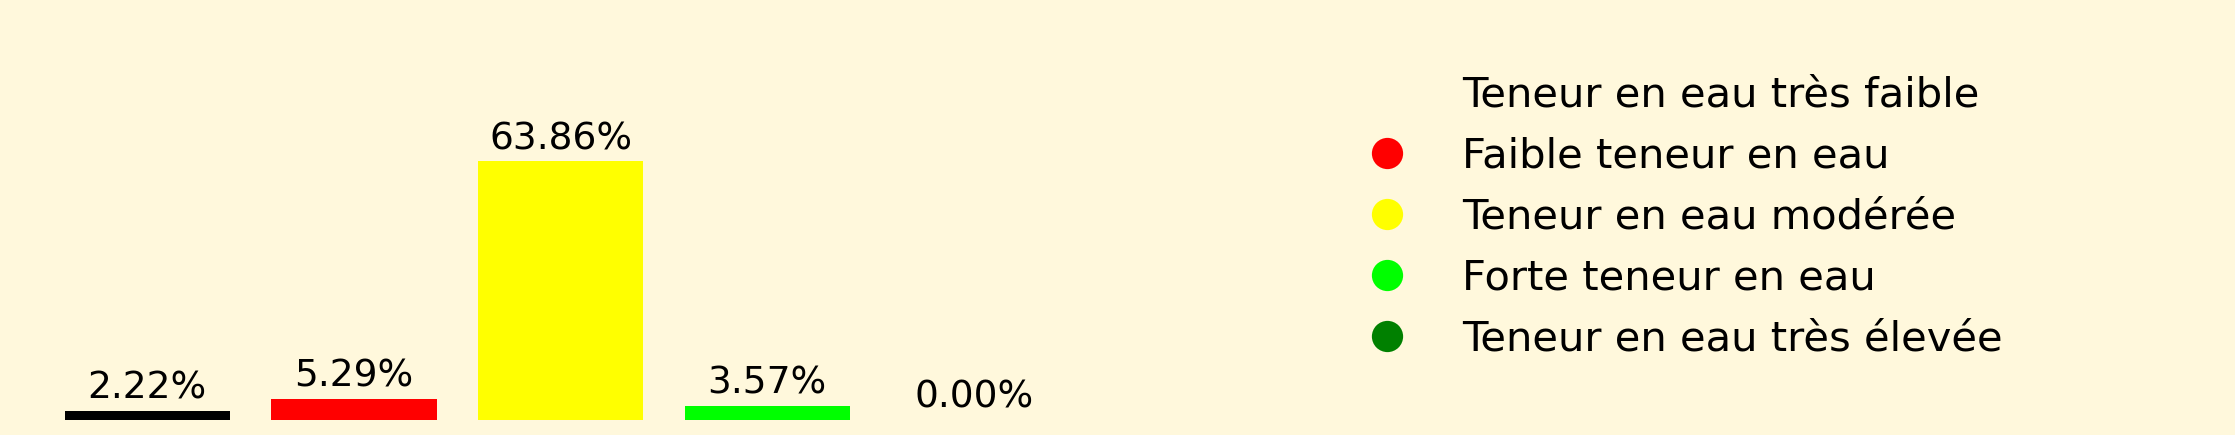 2.22%
5.29%
63.86%
3.57%
0.00%
Teneur en eau très faible
Faible teneur en eau
Teneur en eau modérée
Forte teneur en eau
Teneur en eau très élevée